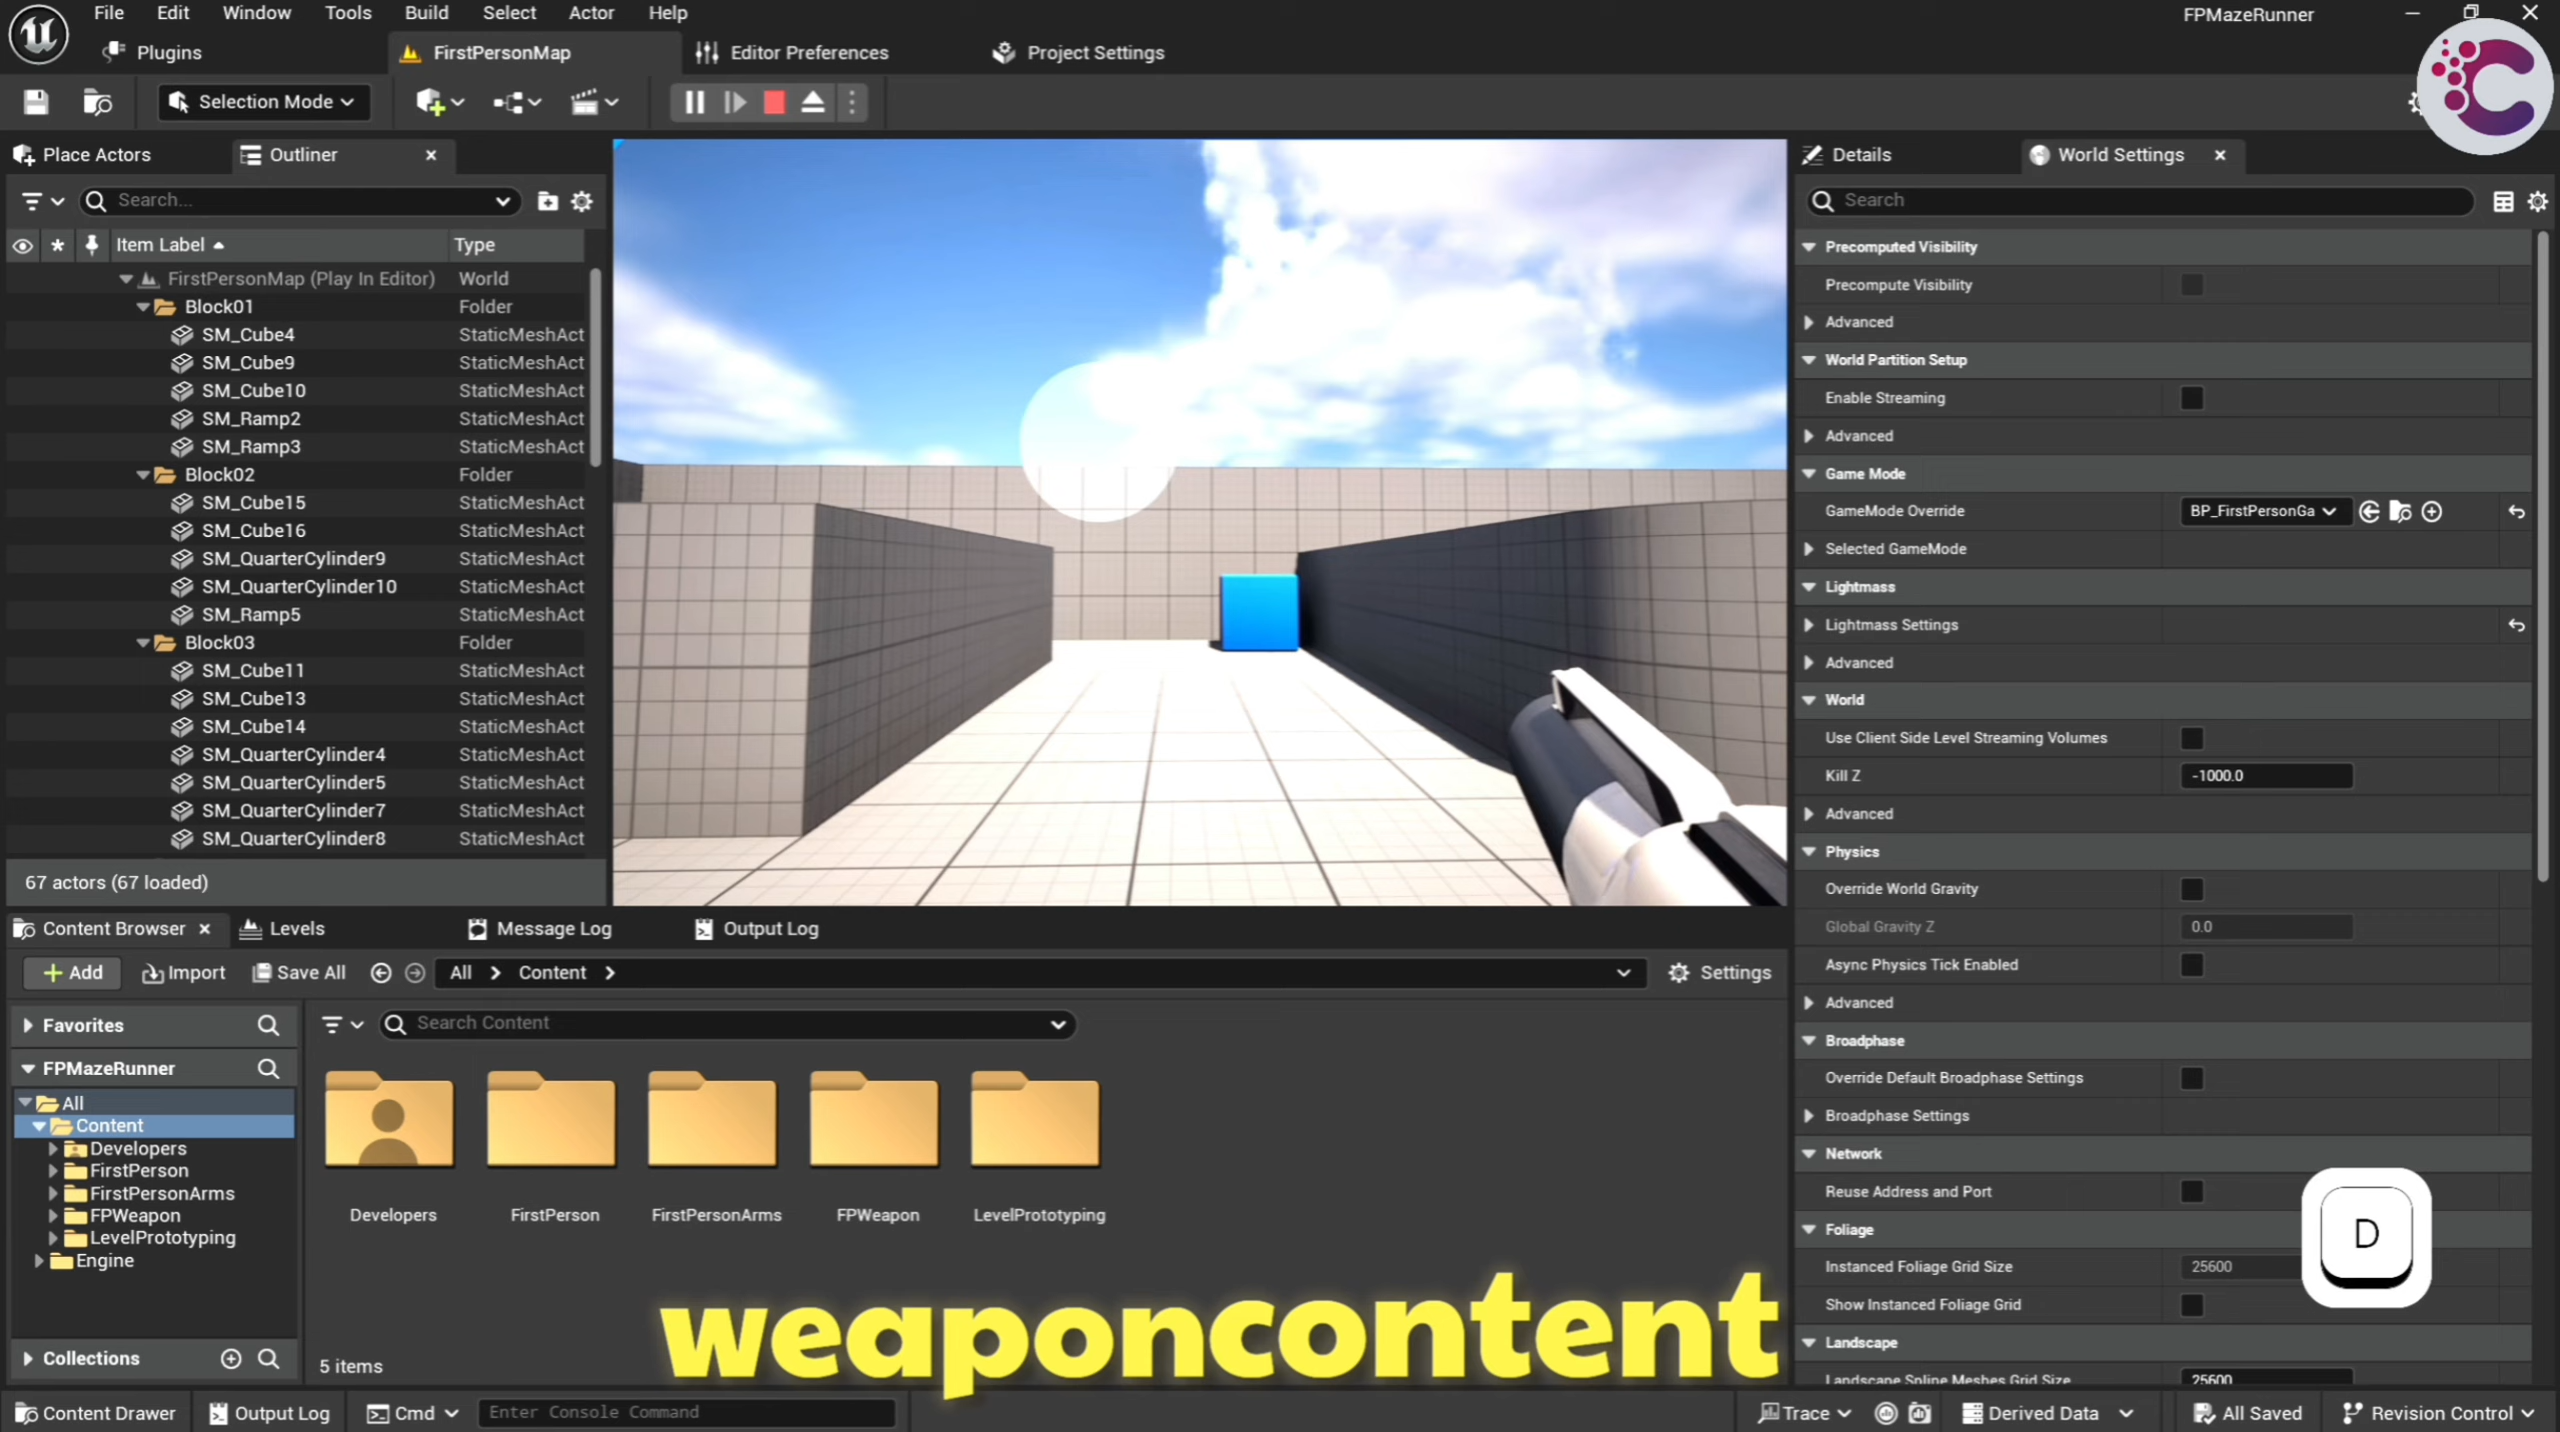 File Edit Window Tools Build Select Actor Help FPMazeRunner
Plugins FirstPersonMap Editor Preferences Project Settings
Selection Mode
Place Actors Outliner
Search...
Item Label Type
FirstPersonMap (Play In Editor) World
Block01 Folder
SM_Cube4 StaticMeshAct
SM_Cube9 StaticMeshAct
SM_Cube10 StaticMeshAct
SM_Ramp2 StaticMeshAct
SM_Ramp3 StaticMeshAct
Block02 Folder
SM_Cube15 StaticMeshAct
SM_Cube16 StaticMeshAct
SM_QuarterCylinder9 StaticMeshAct
SM_QuarterCylinder10 StaticMeshAct
SM_Ramp5 StaticMeshAct
Block03 Folder
SM_Cube11 StaticMeshAct
SM_Cube13 StaticMeshAct
SM_Cube14 StaticMeshAct
SM_QuarterCylinder4 StaticMeshAct
SM_QuarterCylinder5 StaticMeshAct
SM_QuarterCylinder7 StaticMeshAct
SM_QuarterCylinder8 StaticMeshAct
67 actors (67 loaded)
Details World Settings
Search
Precomputed Visibility
Precompute Visibility
Advanced
World Partition Setup
Enable Streaming
Advanced
Game Mode
GameMode Override BP_FirstPersonGa
Selected GameMode
Lightmass
Lightmass Settings
Advanced
World
Use Client Side Level Streaming Volumes
Kill Z -1000.0
Advanced
Physics
Override World Gravity
Global Gravity Z 0.0
Async Physics Tick Enabled
Advanced
Broadphase
Override Default Broadphase Settings
Broadphase Settings
Network
Reuse Address and Port
Foliage
Instanced Foliage Grid Size 25600
Show Instanced Foliage Grid
Landscape
Landscape Spline Meshes Grid Size 25600
D
Content Browser Levels Message Log Output Log
Add Import Save All All Content Settings
Favorites
FPMazeRunner
All
Content
Developers
FirstPerson
FirstPersonArms
FPWeapon
LevelPrototyping
Engine
Collections
Search Content
Developers FirstPerson FirstPersonArms FPWeapon LevelPrototyping
5 items
weaponcontent
Content Drawer Output Log Cmd Enter Console Command Trace Derived Data All Saved Revision Control